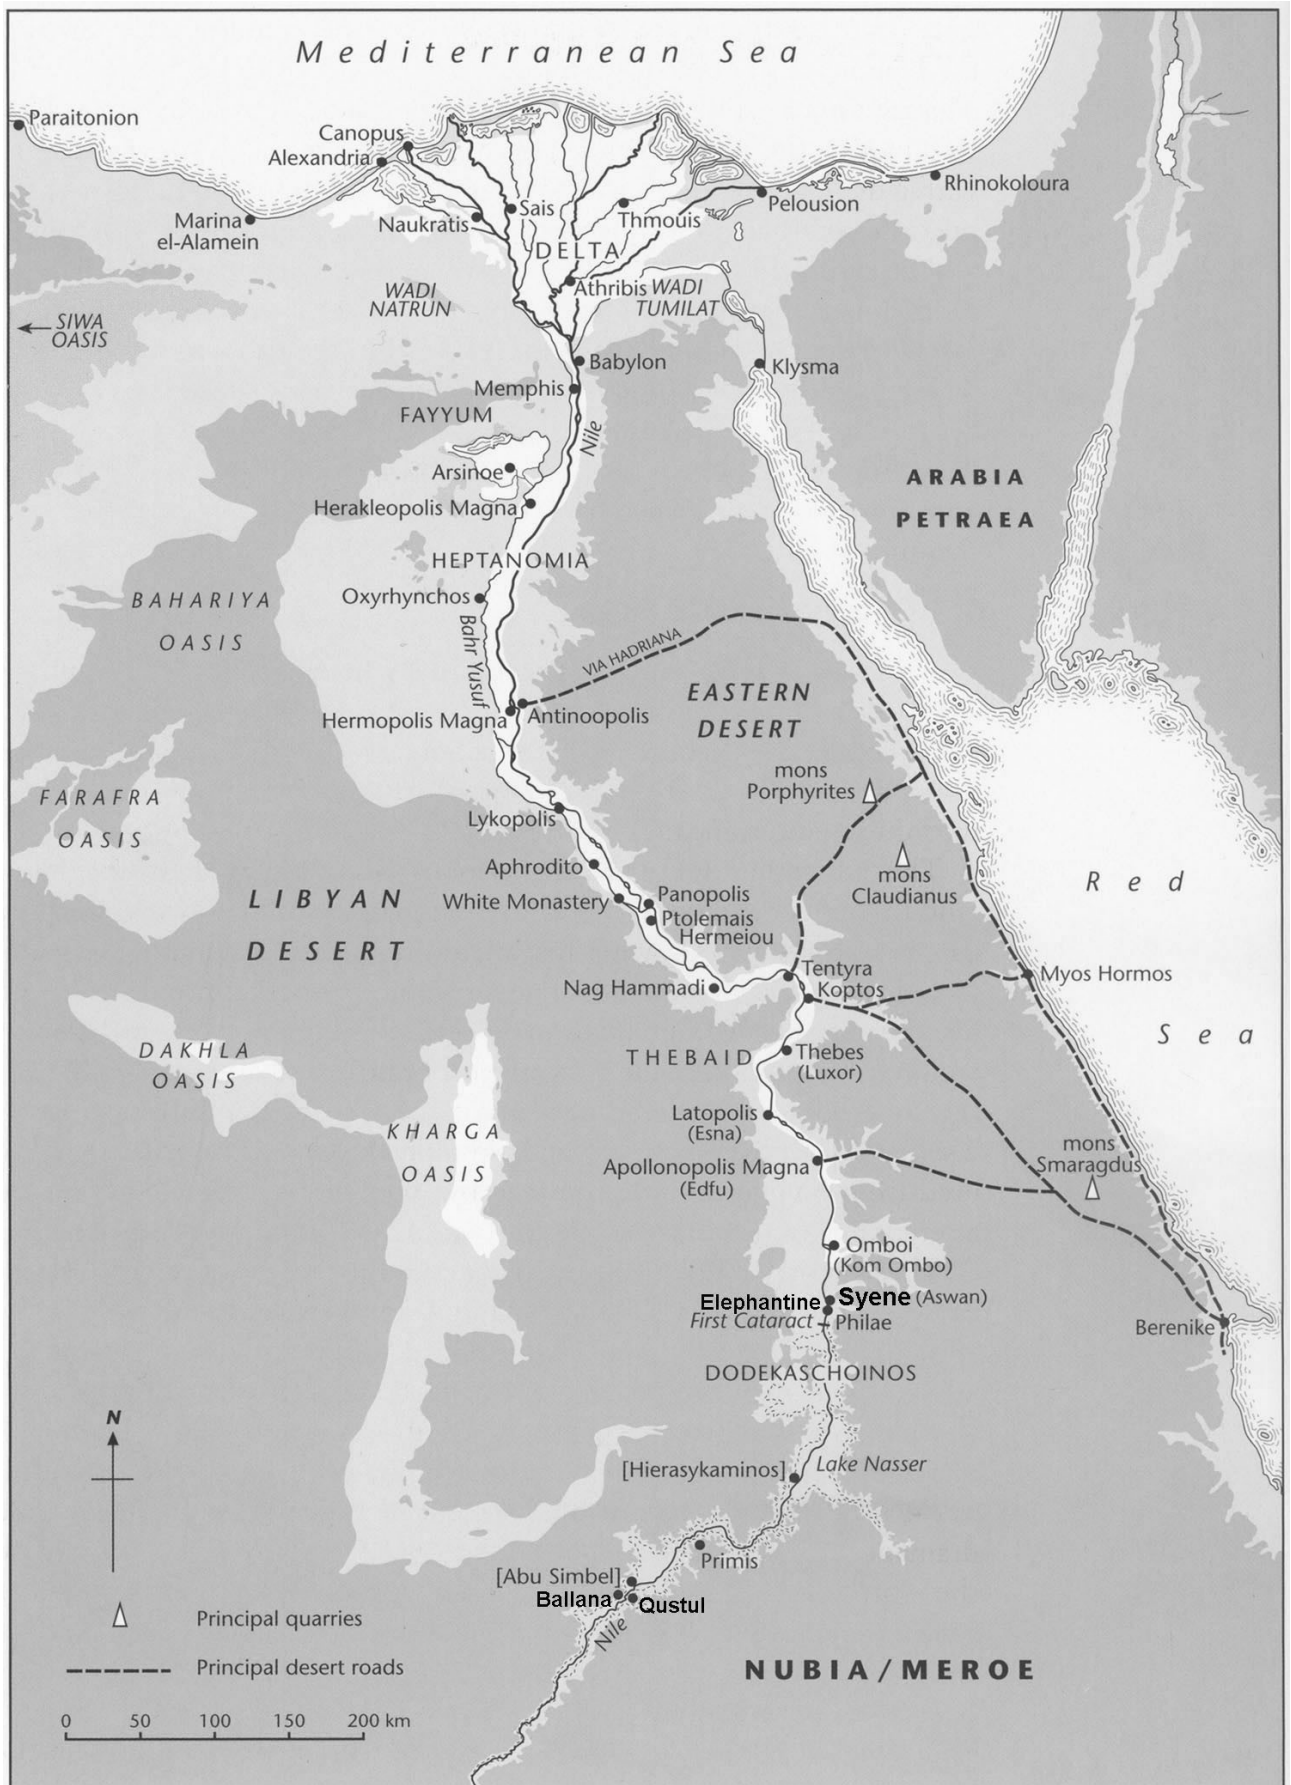 Mediterranean Sea
Paraitonion
Canopus
Alexandria
Rhinokoloura
Pelousion
Marina
el-Alamein
Naukratis
Sais
Thmouis
DELTA
Athribis
WADI
TUMILAT
WADI
NATRUN
SIWA
OASIS
Babylon
Klysma
Memphis
FAYYUM
Nile
Arsinoe
ARABIA
PETRAEA
Herakleopolis Magna
HEPTANOMIA
BAHARIYA
OASIS
Oxyrhynchos
Bahr Yusuf
VIA HADRIANA
EASTERN
DESERT
Hermopolis Magna
Antinoopolis
mons
Porphyrites
FARAFRA
OASIS
Lykopolis
mons
Claudianus
Red
Sea
Aphrodito
LIBYAN
DESERT
White Monastery
Panopolis
Ptolemais
Hermeiou
Nag Hammadi
Tentyra
Koptos
Myos Hormos
DAKHLA
OASIS
THEBAID
Thebes
(Luxor)
KHARGA
OASIS
Latopolis
(Esna)
mons
Smaragdus
Apollonopolis Magna
(Edfu)
Omboi
(Kom Ombo)
Elephantine
Syene (Aswan)
First Cataract
Philae
Berenike
DODEKASCHOINOS
N
[Hierasykaminos]
Lake Nasser
Primis
[Abu Simbel]
Ballana
Qustul
Nile
Principal quarries
Principal desert roads
NUBIA/MEROE
0 50 100 150 200 km